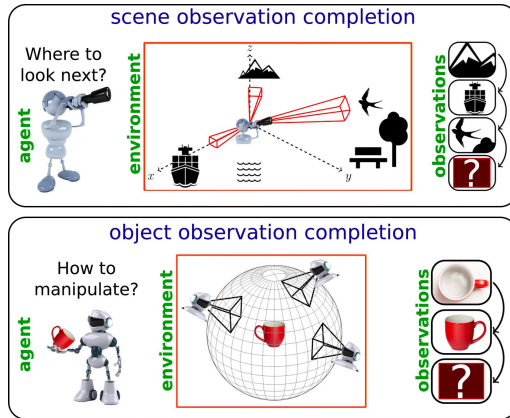 scene observation completion
Where to
look next?
agent
environment
z
x
y
observations
?
object observation completion
How to
manipulate?
agent
environment
observations
?